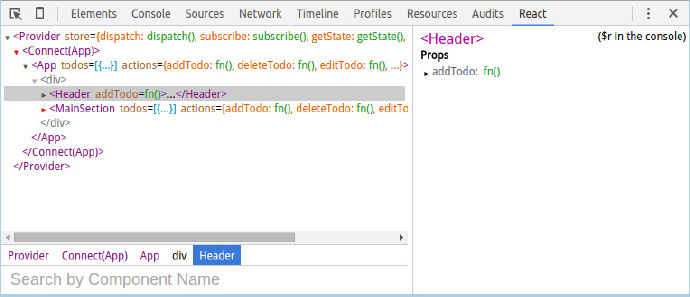 Elements Console Sources Network Timeline Profiles Resources Audits React
<Provider store={dispatch: dispatch(), subscribe: subscribe(), getState: getState(),
<Connect(App)>
<App todos=[{…}] actions={addTodo: fn(), deleteTodo: fn(), editTodo: fn(), …}>
<div>
<Header addTodo=fn()>…</Header>
<MainSection todos=[{…}] actions={addTodo: fn(), deleteTodo: fn(), editTo
</div>
</App>
</Connect(App)>
</Provider>
Provider Connect(App) App div Header
Search by Component Name
<Header> ($r in the console)
Props
addTodo: fn()